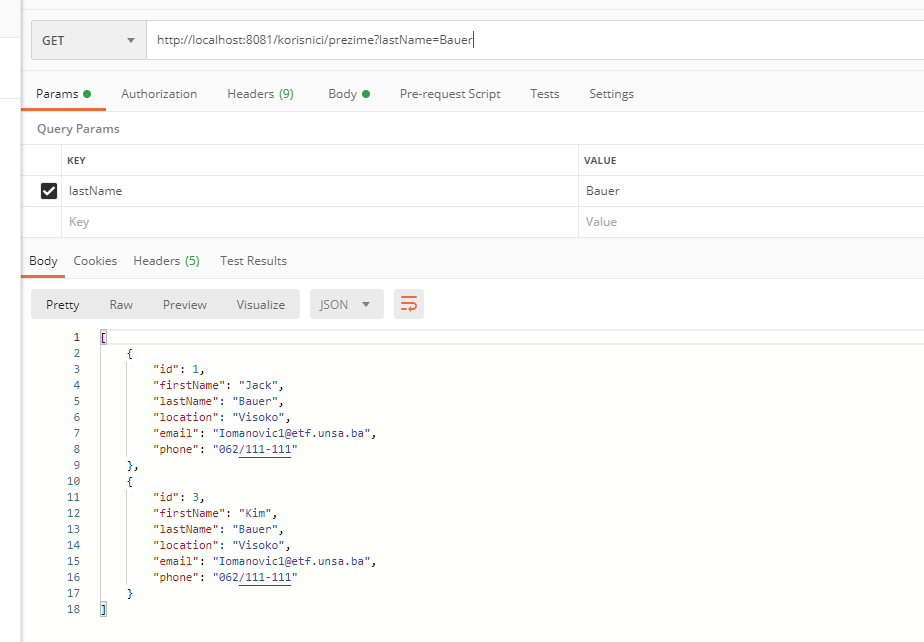 GET http://localhost:8081/korisnici/prezime?lastName=Bauer
Params Authorization Headers (9) Body Pre-request Script Tests Settings
Query Params
KEY VALUE
lastName Bauer
Key Value
Body Cookies Headers (5) Test Results
Pretty Raw Preview Visualize JSON
1 [
2 {
3 "id": 1,
4 "firstName": "Jack",
5 "lastName": "Bauer",
6 "location": "Visoko",
7 "email": "Iomanovic1@etf.unsa.ba",
8 "phone": "062/111-111"
9 },
10 {
11 "id": 3,
12 "firstName": "Kim",
13 "lastName": "Bauer",
14 "location": "Visoko",
15 "email": "Iomanovic1@etf.unsa.ba",
16 "phone": "062/111-111"
17 }
18 ]